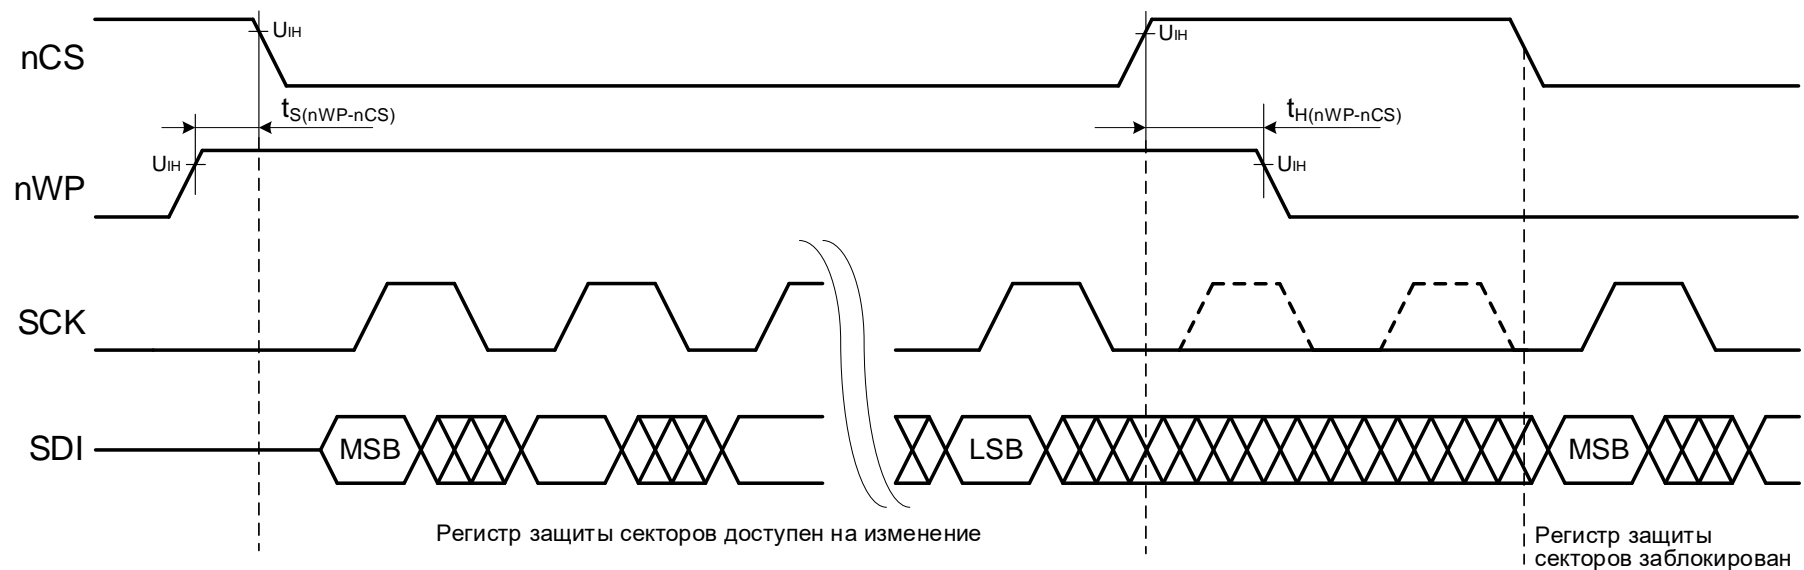 nCS
UIH
UIH
tS(nWP-nCS)
tH(nWP-nCS)
nWP
UIH
UIH
SCK
SDI
MSB
LSB
MSB
Регистр защиты секторов доступен на изменение
Регистр защиты
секторов заблокирован